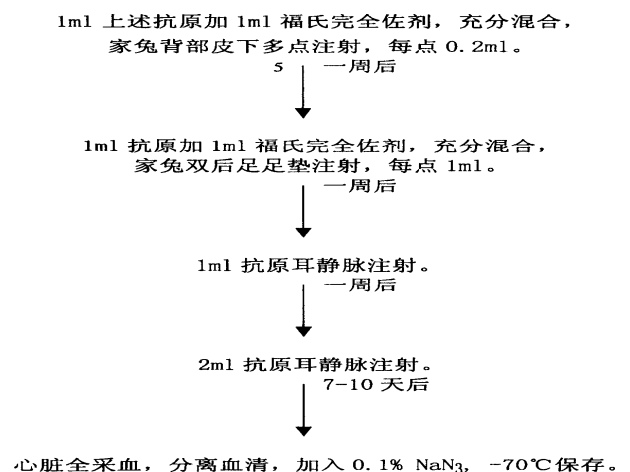 1ml 上述抗原加 1ml 福氏完全佐剂，充分混合，
家兔背部皮下多点注射，每点 0.2ml。
5 一周后
1ml 抗原加 1ml 福氏完全佐剂，充分混合，
家兔双后足足垫注射，每点 1ml。
一周后
1ml 抗原耳静脉注射。
一周后
2ml 抗原耳静脉注射。
7-10 天后
心脏全采血，分离血清，加入 0.1% NaN₃, -70℃保存。